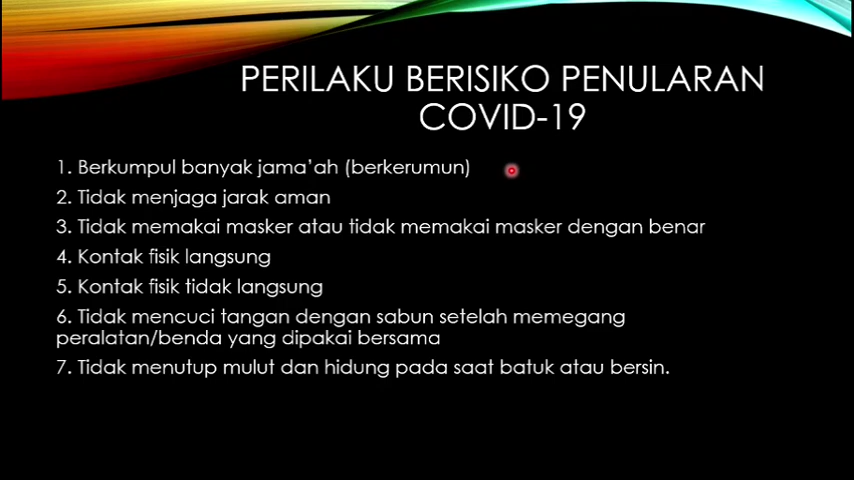 PERILAKU BERISIKO PENULARAN
COVID-19
1. Berkumpul banyak jama’ah (berkerumun)
2. Tidak menjaga jarak aman
3. Tidak memakai masker atau tidak memakai masker dengan benar
4. Kontak fisik langsung
5. Kontak fisik tidak langsung
6. Tidak mencuci tangan dengan sabun setelah memegang
peralatan/benda yang dipakai bersama
7. Tidak menutup mulut dan hidung pada saat batuk atau bersin.